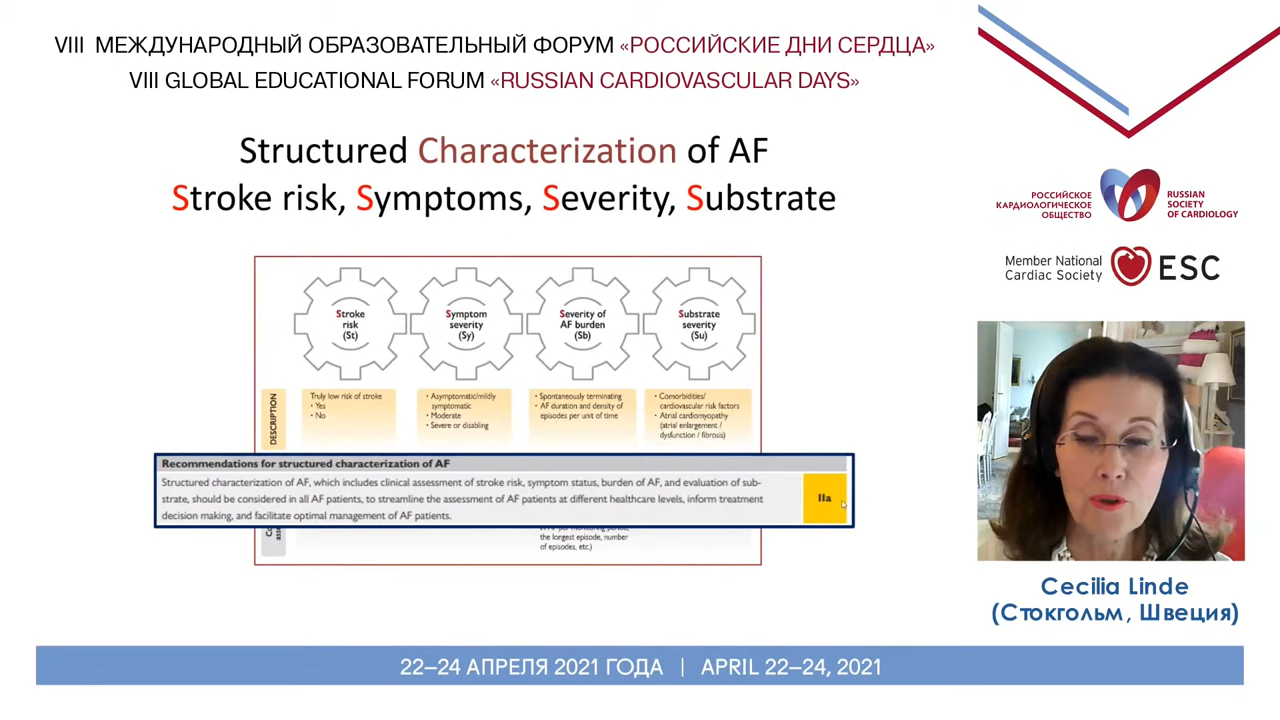 VIII МЕЖДУНАРОДНЫЙ ОБРАЗОВАТЕЛЬНЫЙ ФОРУМ «РОССИЙСКИЕ ДНИ СЕРДЦА»
VIII GLOBAL EDUCATIONAL FORUM «RUSSIAN CARDIOVASCULAR DAYS»
Structured Characterization of AF
Stroke risk, Symptoms, Severity, Substrate
Stroke
risk
(St)
Symptom
severity
(Sy)
Severity of
AF burden
(Sb)
Substrate
severity
(Su)
DESCRIPTION
Truly low risk of stroke
• Yes
• No
• Asymptomatic/mildly
symptomatic
• Moderate
• Severe or disabling
• Spontaneously terminating
• AF duration and density of
episodes per unit of time
• Comorbidities/
cardiovascular risk factors
• Atrial cardiomyopathy
(atrial enlargement /
dysfunction / fibrosis)
Recommendations for structured characterization of AF
Structured characterization of AF, which includes clinical assessment of stroke risk, symptom status, burden of AF, and evaluation of sub-
strate, should be considered in all AF patients, to streamline the assessment of AF patients at different healthcare levels, inform treatment
decision making, and facilitate optimal management of AF patients.
IIa
the longest episode, number
of episodes, etc.)
РОССИЙСКОЕ
КАРДИОЛОГИЧЕСКОЕ
ОБЩЕСТВО
RUSSIAN
SOCIETY
OF CARDIOLOGY
Member National
Cardiac Society
ESC
Cecilia Linde
(Стокгольм, Швеция)
22–24 АПРЕЛЯ 2021 ГОДА | APRIL 22–24, 2021